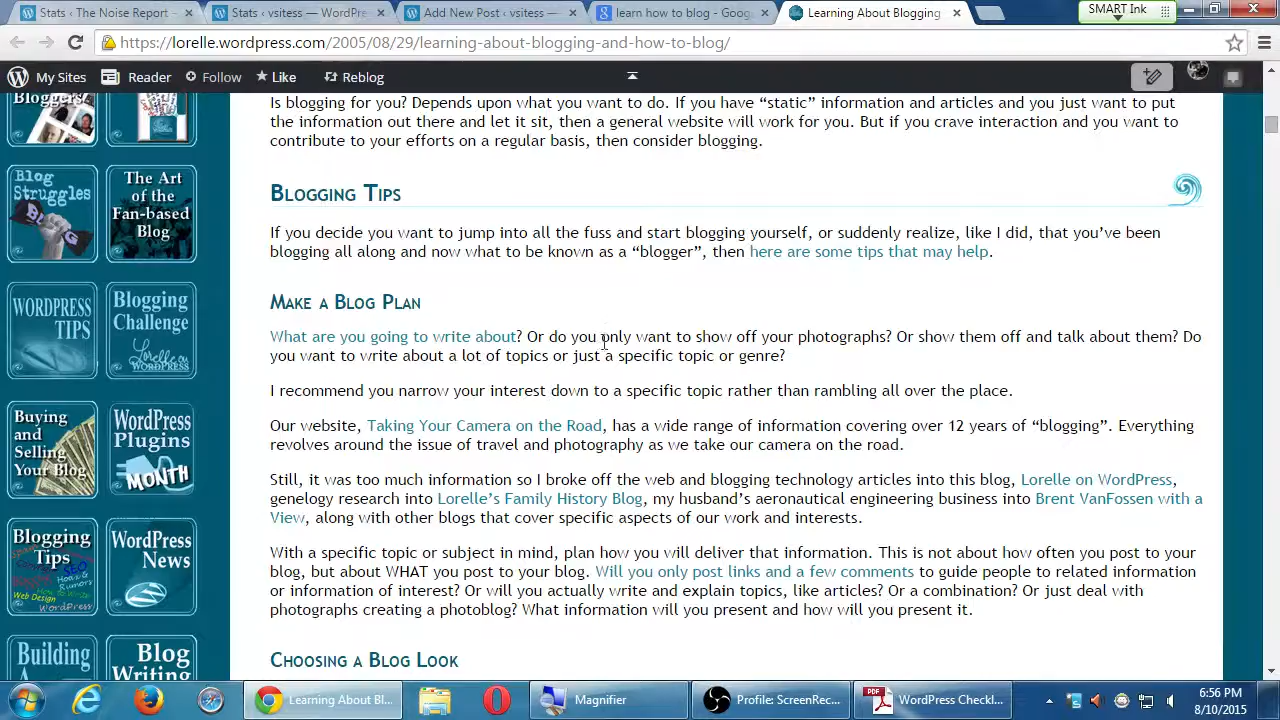 Stats ‹ The Noise Report -
Stats ‹ vsitess — WordPre
Add New Post ‹ vsitess —
learn how to blog - Goog
Learning About Blogging
SMART Ink
https://lorelle.wordpress.com/2005/08/29/learning-about-blogging-and-how-to-blog/
My Sites
Reader
Follow
Like
Reblog
Bloggers
Is blogging for you? Depends upon what you want to do. If you have “static” information and articles and you just want to put
the information out there and let it sit, then a general website will work for you. But if you crave interaction and you want to
contribute to your efforts on a regular basis, then consider blogging.
Blog
Struggles
BLOG
The Art
of the
Fan-based
Blog
Blogging Tips
If you decide you want to jump into all the fuss and start blogging yourself, or suddenly realize, like I did, that you’ve been
blogging all along and now what to be known as a “blogger”, then here are some tips that may help.
WORDPRESS
TIPS
Blogging
Challenge
Lorelle on
WORDPRESS
Make a Blog Plan
What are you going to write about? Or do you only want to show off your photographs? Or show them off and talk about them? Do
you want to write about a lot of topics or just a specific topic or genre?
I recommend you narrow your interest down to a specific topic rather than rambling all over the place.
Buying
and
Selling
Your Blog
WordPress
Plugins
MONTH
Our website, Taking Your Camera on the Road, has a wide range of information covering over 12 years of “blogging”. Everything
revolves around the issue of travel and photography as we take our camera on the road.
Still, it was too much information so I broke off the web and blogging technology articles into this blog, Lorelle on WordPress,
genelogy research into Lorelle’s Family History Blog, my husband’s aeronautical engineering business into Brent VanFossen with a
View, along with other blogs that cover specific aspects of our work and interests.
Blogging
Tips
SEO
Web Design
WordPress
WordPress
News
With a specific topic or subject in mind, plan how you will deliver that information. This is not about how often you post to your
blog, but about WHAT you post to your blog. Will you only post links and a few comments to guide people to related information
or information of interest? Or will you actually write and explain topics, like articles? Or a combination? Or just deal with
photographs creating a photoblog? What information will you present and how will you present it.
Building
Blog
Writing
Choosing a Blog Look
Learning About Bl...
Magnifier
Profile: ScreenRec...
PDF
WordPress Checkl...
6:56 PM
8/10/2015